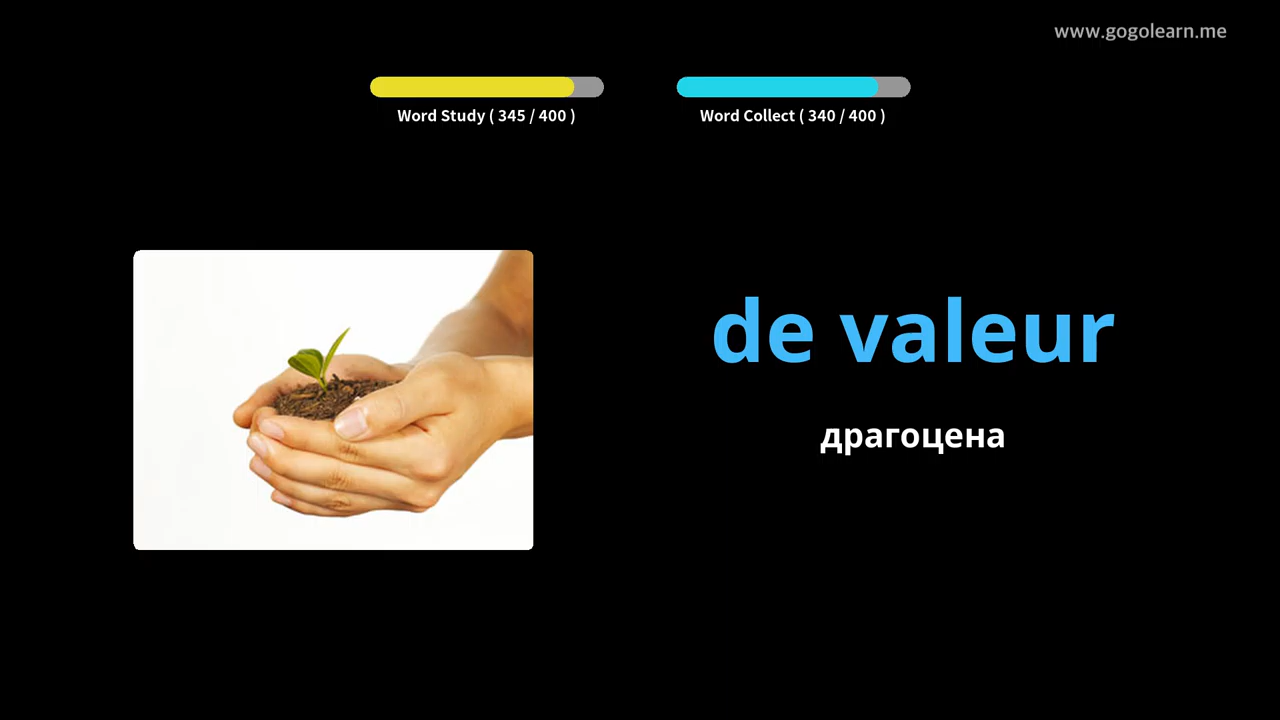 www.gogolearn.me
Word Study ( 345 / 400 )
Word Collect ( 340 / 400 )
de valeur
драгоцена